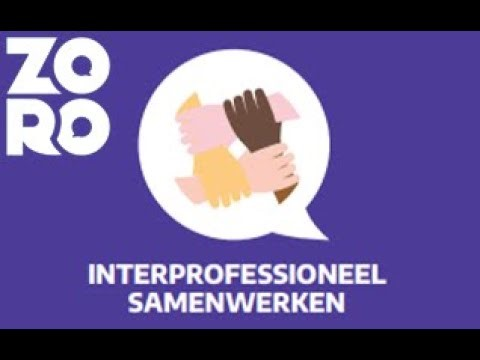 ZO
RO
INTERPROFESSIONEEL
SAMENWERKEN